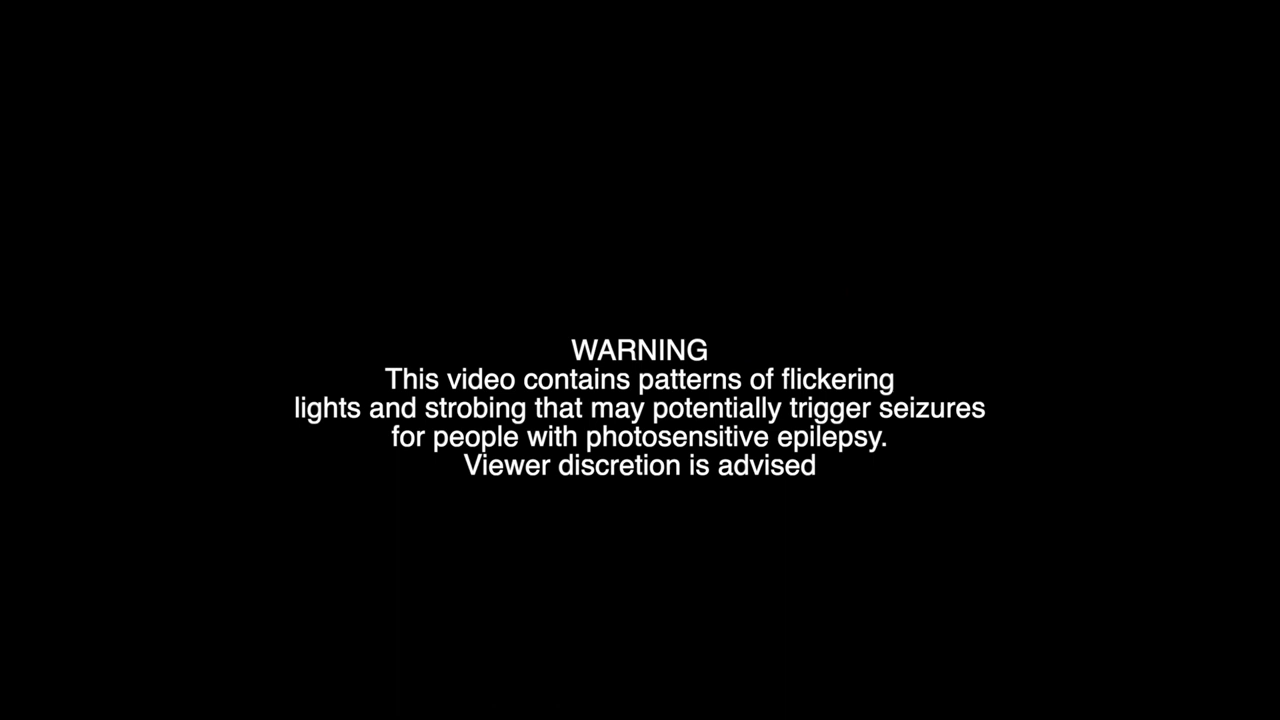 WARNING
This video contains patterns of flickering
lights and strobing that may potentially trigger seizures
for people with photosensitive epilepsy.
Viewer discretion is advised